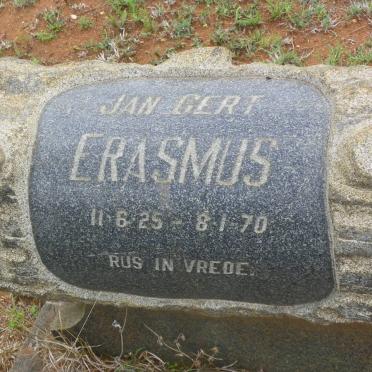 JAN GERT
ERASMUS
11-6-25 - 8-1-70
RUS IN VREDE.